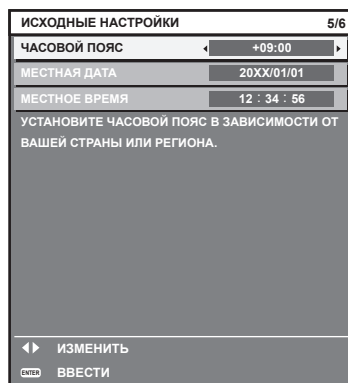 ИСХОДНЫЕ НАСТРОЙКИ 5/6
ЧАСОВОЙ ПОЯС +09:00
МЕСТНАЯ ДАТА 20XX/01/01
МЕСТНОЕ ВРЕМЯ 12 : 34 : 56
УСТАНОВИТЕ ЧАСОВОЙ ПОЯС В ЗАВИСИМОСТИ ОТ
ВАШЕЙ СТРАНЫ ИЛИ РЕГИОНА.
ИЗМЕНИТЬ
ENTER ВВЕСТИ